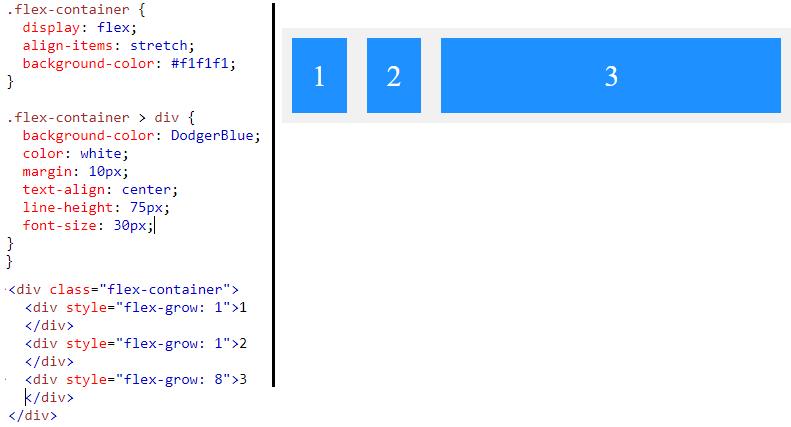 .flex-container {
display: flex;
align-items: stretch;
background-color: #f1f1f1;
}
.flex-container > div {
background-color: DodgerBlue;
color: white;
margin: 10px;
text-align: center;
line-height: 75px;
font-size: 30px;
}
}
<div class="flex-container">
<div style="flex-grow: 1">1
</div>
<div style="flex-grow: 1">2
</div>
<div style="flex-grow: 8">3
</div>
</div>
1 2 3